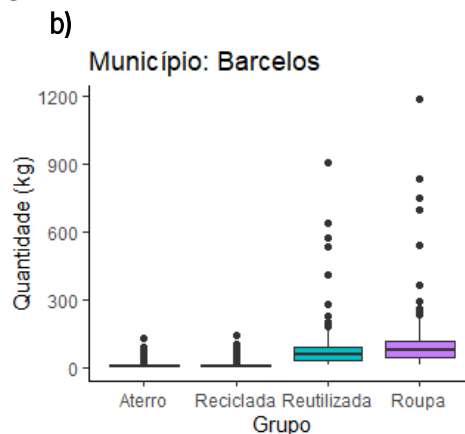 b)
Município: Barcelos
Quantidade (kg)
1200
900
600
300
0
Aterro Reciclada Reutilizada Roupa
Grupo